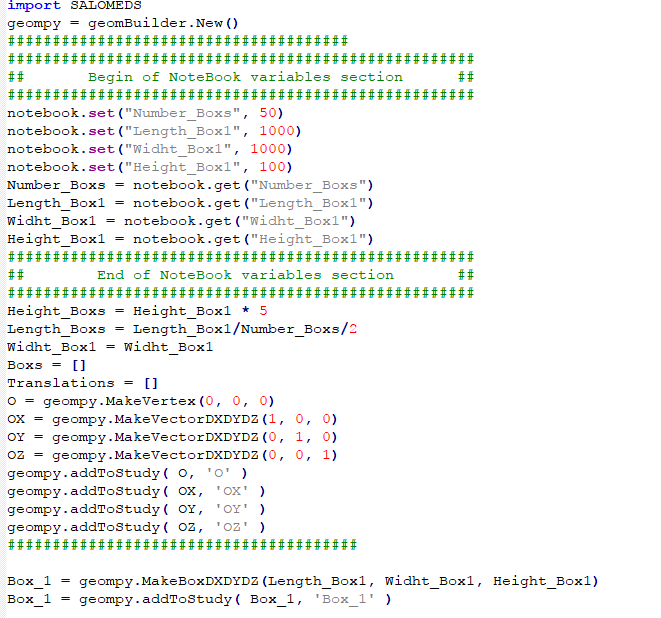 import SALOMEDS
geompy = geomBuilder.New()
######################################
####################################################
##       Begin of NoteBook variables section      ##
####################################################
notebook.set("Number_Boxs", 50)
notebook.set("Length_Box1", 1000)
notebook.set("Widht_Box1", 1000)
notebook.set("Height_Box1", 100)
Number_Boxs = notebook.get("Number_Boxs")
Length_Box1 = notebook.get("Length_Box1")
Widht_Box1 = notebook.get("Widht_Box1")
Height_Box1 = notebook.get("Height_Box1")
####################################################
##        End of NoteBook variables section       ##
####################################################
Height_Boxs = Height_Box1 * 5
Length_Boxs = Length_Box1/Number_Boxs/2
Widht_Box1 = Widht_Box1
Boxs = []
Translations = []
O = geompy.MakeVertex(0, 0, 0)
OX = geompy.MakeVectorDXDYDZ(1, 0, 0)
OY = geompy.MakeVectorDXDYDZ(0, 1, 0)
OZ = geompy.MakeVectorDXDYDZ(0, 0, 1)
geompy.addToStudy( O, 'O' )
geompy.addToStudy( OX, 'OX' )
geompy.addToStudy( OY, 'OY' )
geompy.addToStudy( OZ, 'OZ' )
#######################################
Box_1 = geompy.MakeBoxDXDYDZ(Length_Box1, Widht_Box1, Height_Box1)
Box_1 = geompy.addToStudy( Box_1, 'Box_1' )